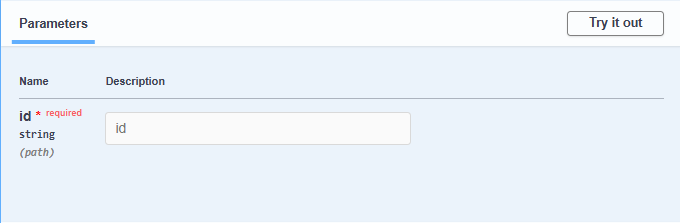 Parameters
Try it out
Name Description
id * required
string
(path)
id